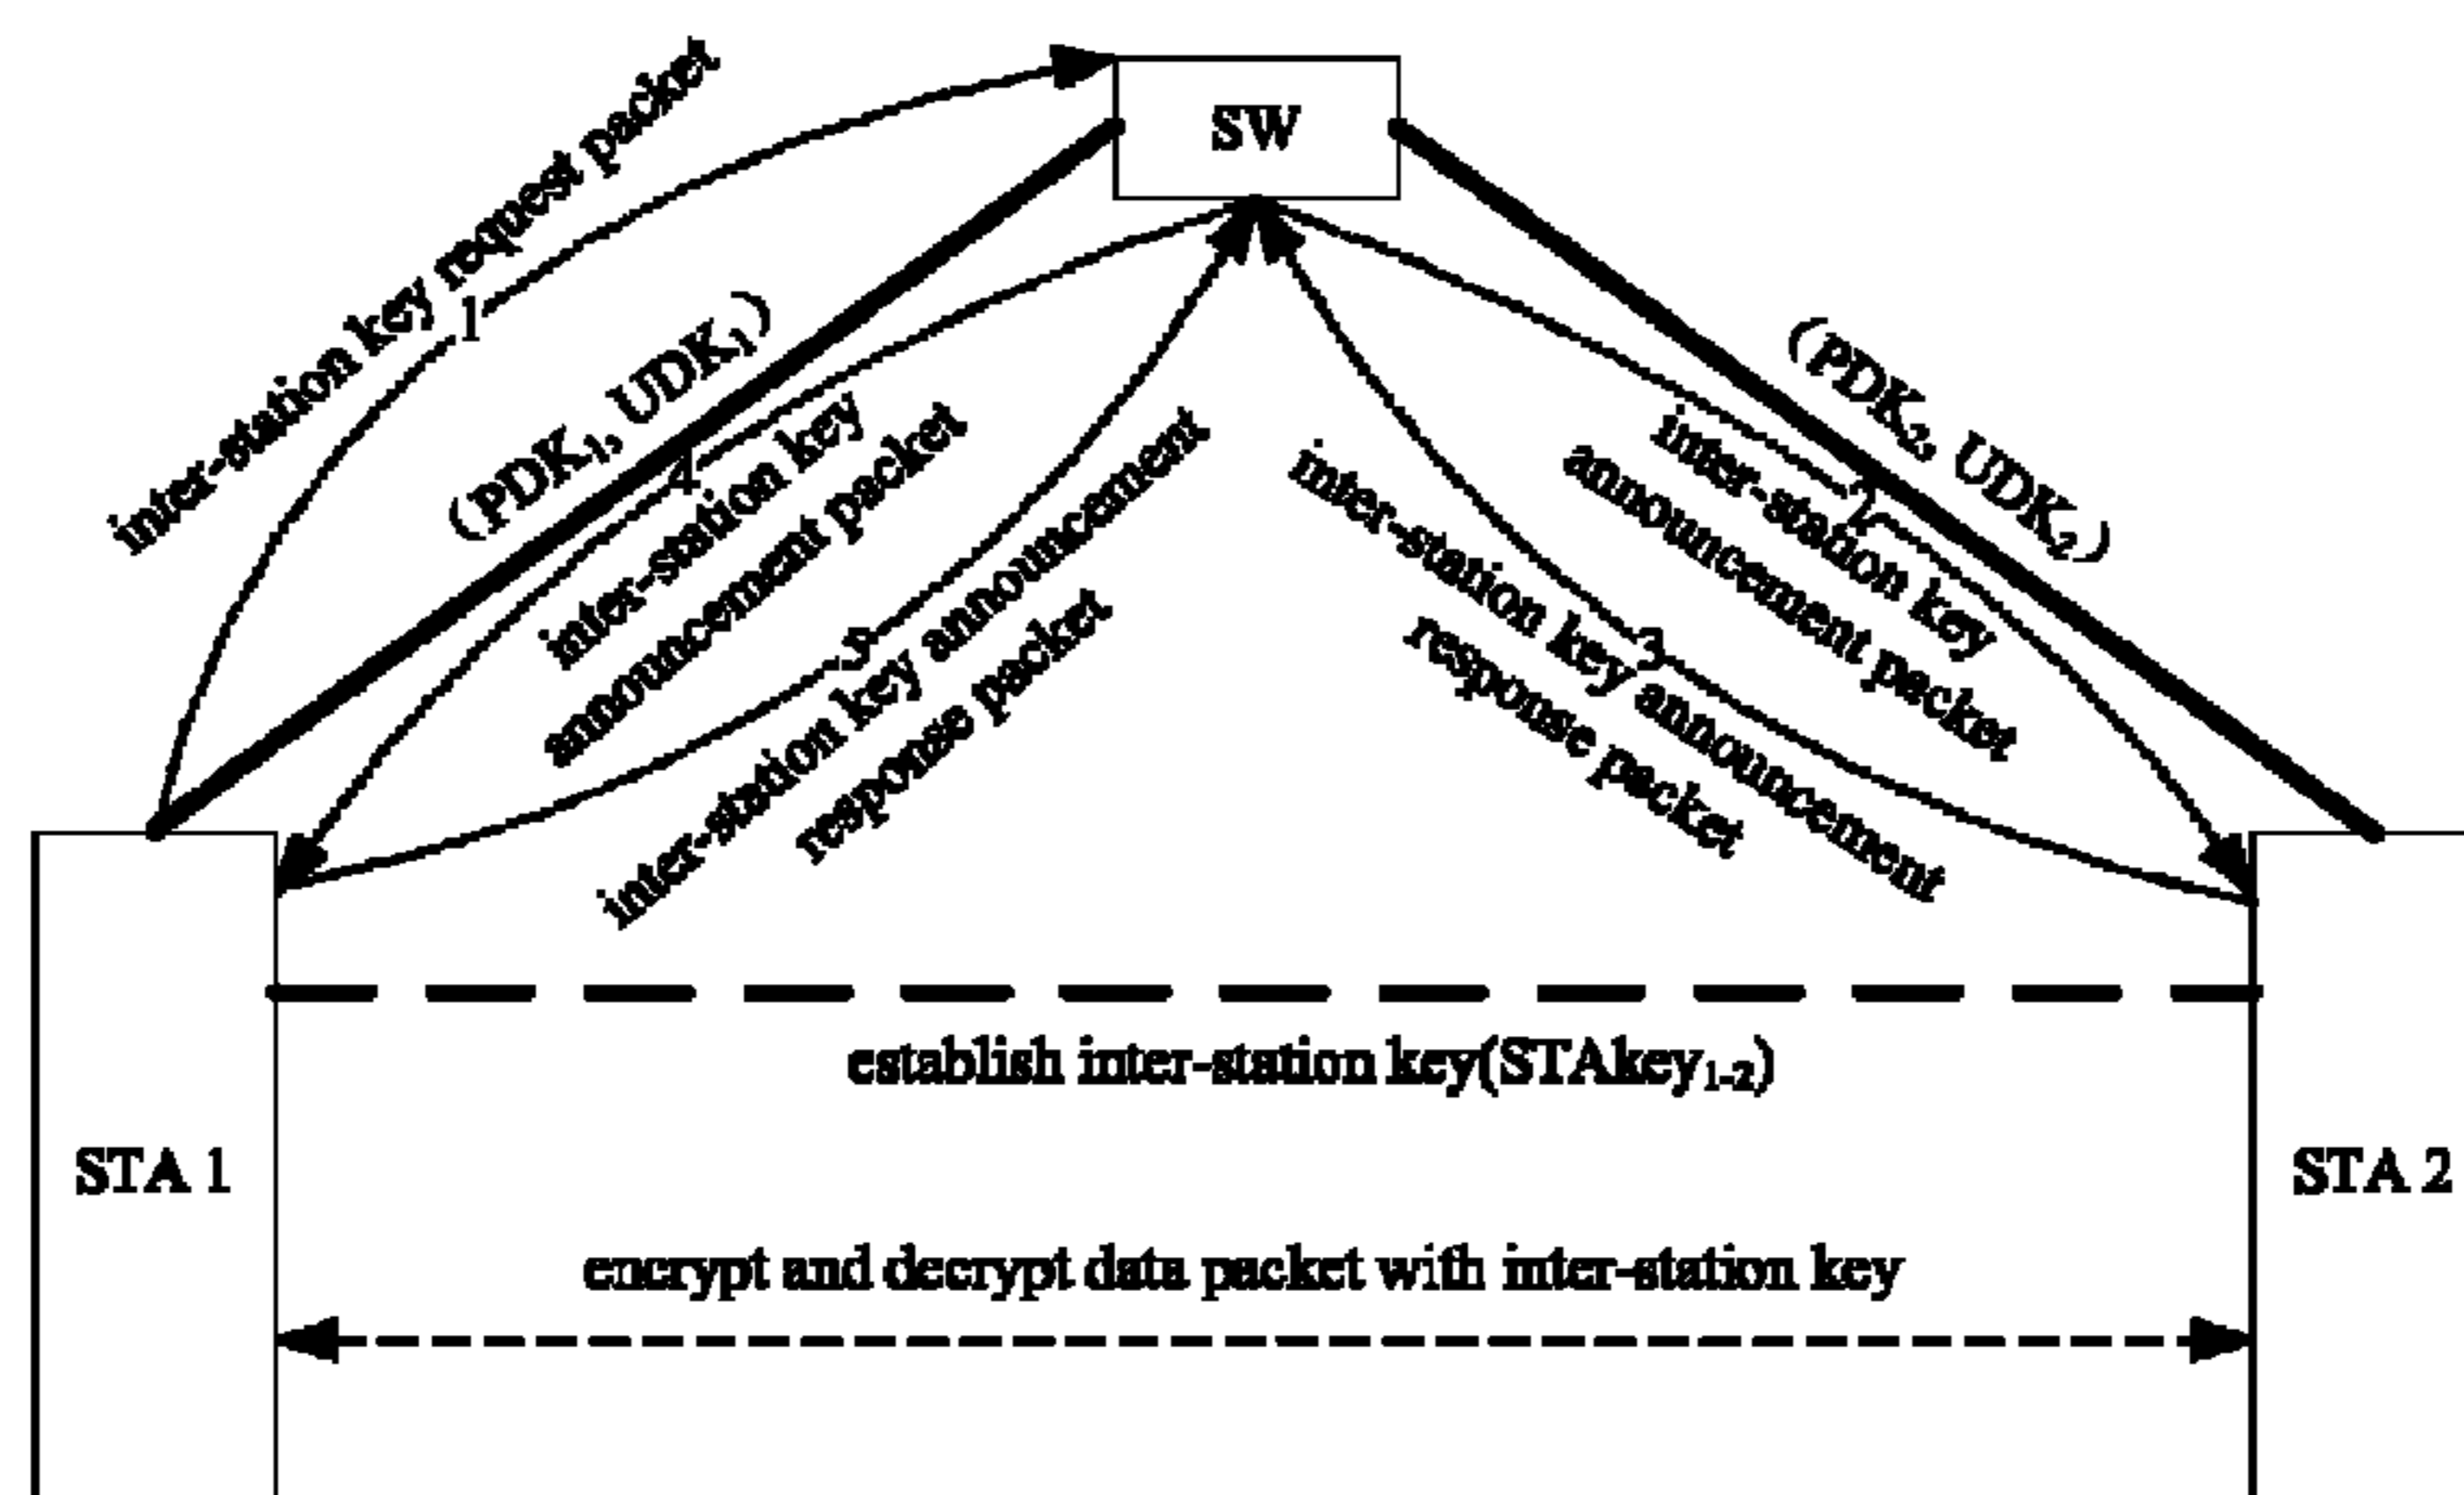 SW
inter-station key request packet
1
(PDK₁, UDK₁)
4
inter-station key
announcement packet
5
inter-station key announcement
response packet
(PDK₂, UDK₂)
2
inter-station key
announcement packet
3
inter-station key announcement
response packet
establish inter-station key(STAkey₁₋₂)
STA 1
STA 2
encrypt and decrypt data packet with inter-station key